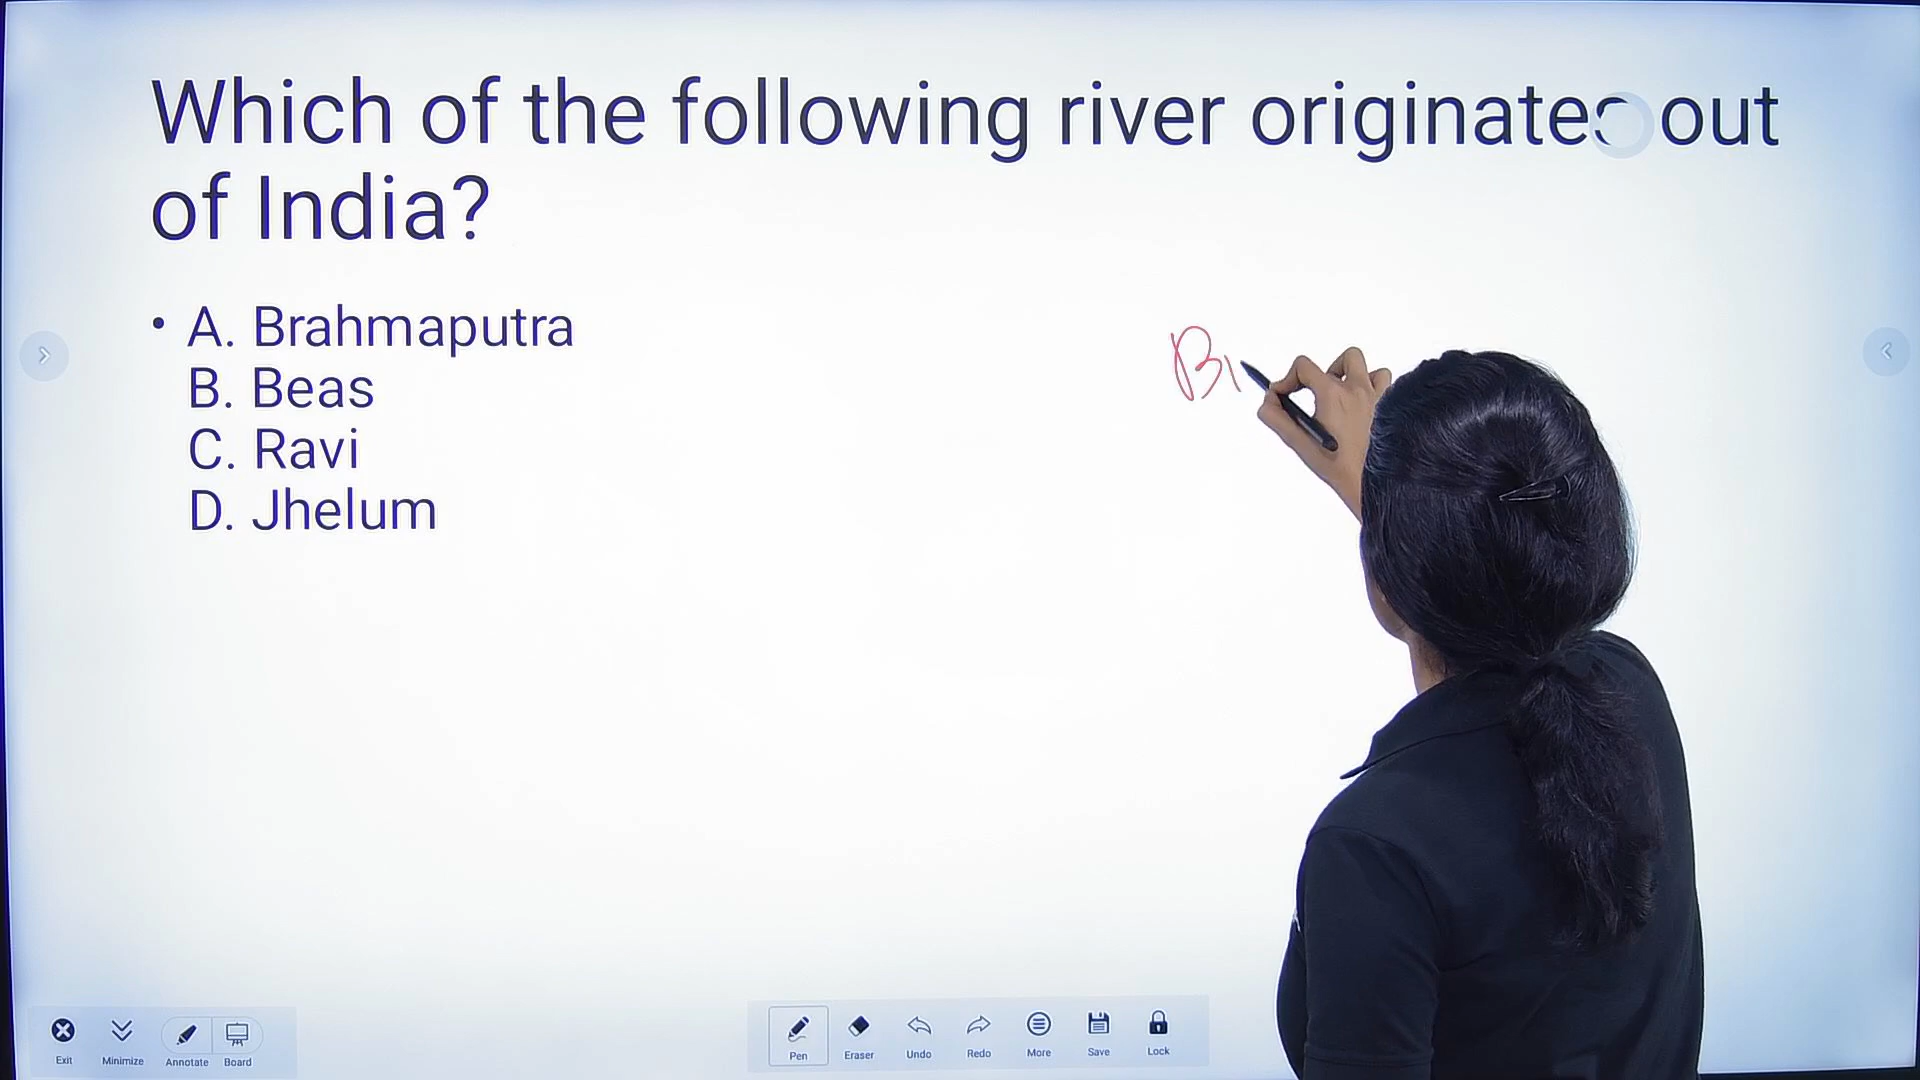 Which of the following river originates out
of India?
• A. Brahmaputra
B. Beas
C. Ravi
D. Jhelum
Br
Exit Minimize Annotate Board
Pen Eraser Undo Redo More Save Lock